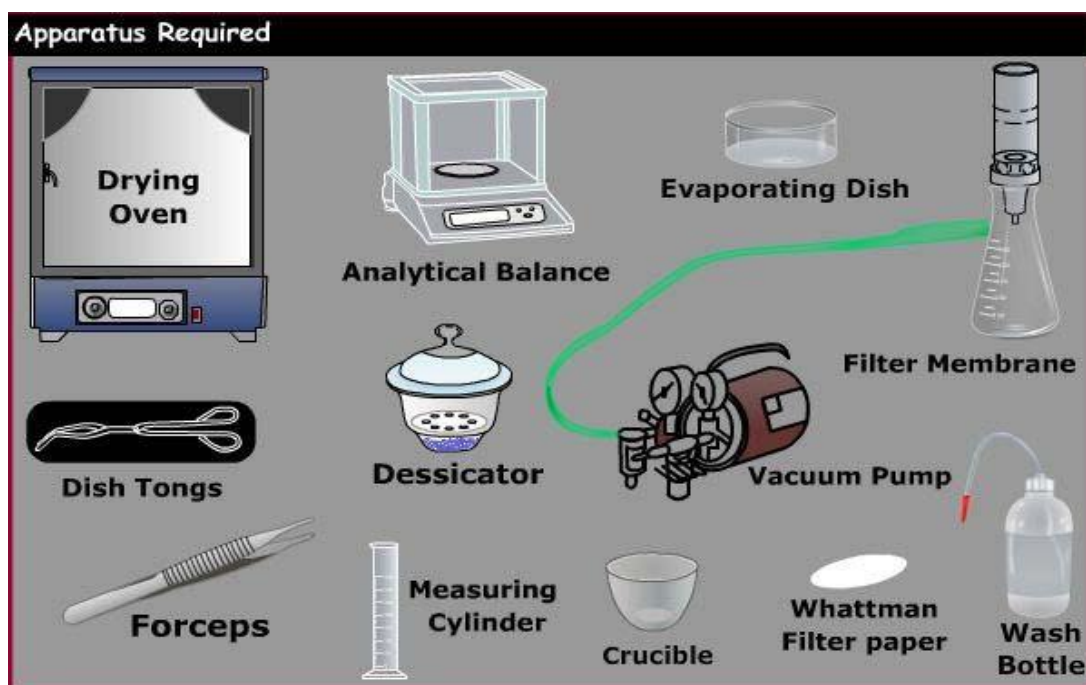 Apparatus Required
Drying
Oven
Analytical Balance
Evaporating Dish
Filter Membrane
Dish Tongs
Dessicator
Vacuum Pump
Forceps
Measuring
Cylinder
Crucible
Whattman
Filter paper
Wash
Bottle